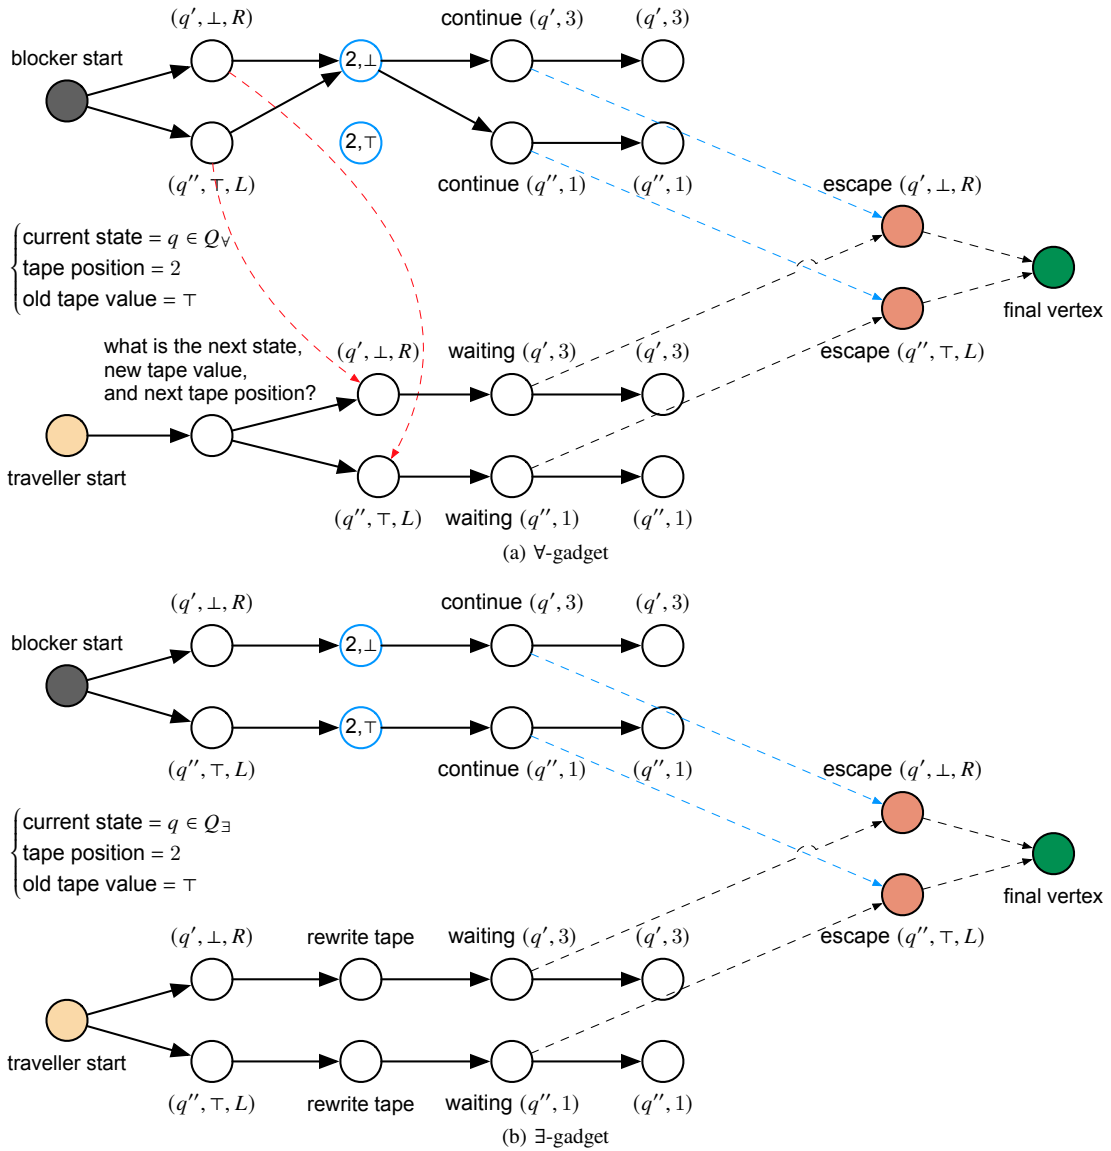 (q′, ⊥, R)
continue (q′, 3)
(q′, 3)
blocker start
2,⊥
2,⊤
(q″, ⊤, L)
continue (q″, 1)
(q″, 1)
escape (q′, ⊥, R)
current state = q ∈ Q∀
tape position = 2
old tape value = ⊤
final vertex
what is the next state,
new tape value,
and next tape position?
(q′, ⊥, R)
waiting (q′, 3)
(q′, 3)
escape (q″, ⊤, L)
traveller start
(q″, ⊤, L)
waiting (q″, 1)
(q″, 1)
(a) ∀-gadget
(q′, ⊥, R)
continue (q′, 3)
(q′, 3)
blocker start
2,⊥
2,⊤
(q″, ⊤, L)
continue (q″, 1)
(q″, 1)
escape (q′, ⊥, R)
current state = q ∈ Q∃
tape position = 2
old tape value = ⊤
final vertex
(q′, ⊥, R)
rewrite tape
waiting (q′, 3)
(q′, 3)
escape (q″, ⊤, L)
traveller start
(q″, ⊤, L)
rewrite tape
waiting (q″, 1)
(q″, 1)
(b) ∃-gadget